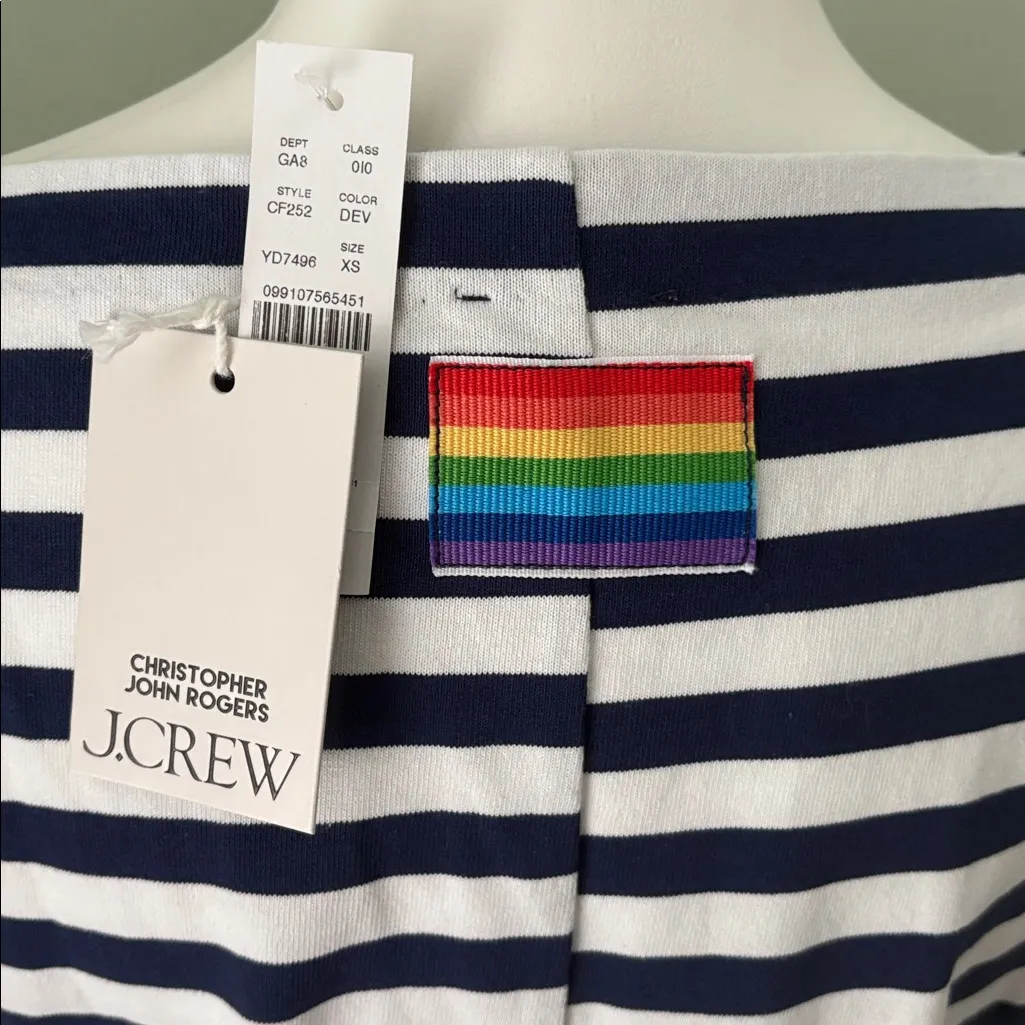 DEPT CLASS
GA8 010
STYLE COLOR
CF252 DEV
SIZE
YD7496 XS
099107565451
CHRISTOPHER
JOHN ROGERS
J.CREW